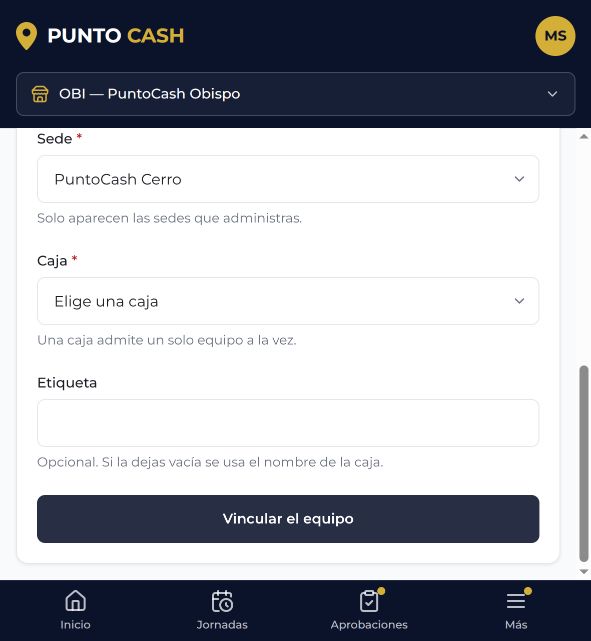 PUNTO CASH
MS
OBI — PuntoCash Obispo
Sede *
PuntoCash Cerro
Solo aparecen las sedes que administras.
Caja *
Elige una caja
Una caja admite un solo equipo a la vez.
Etiqueta
Opcional. Si la dejas vacía se usa el nombre de la caja.
Vincular el equipo
Inicio
Jornadas
Aprobaciones
Más